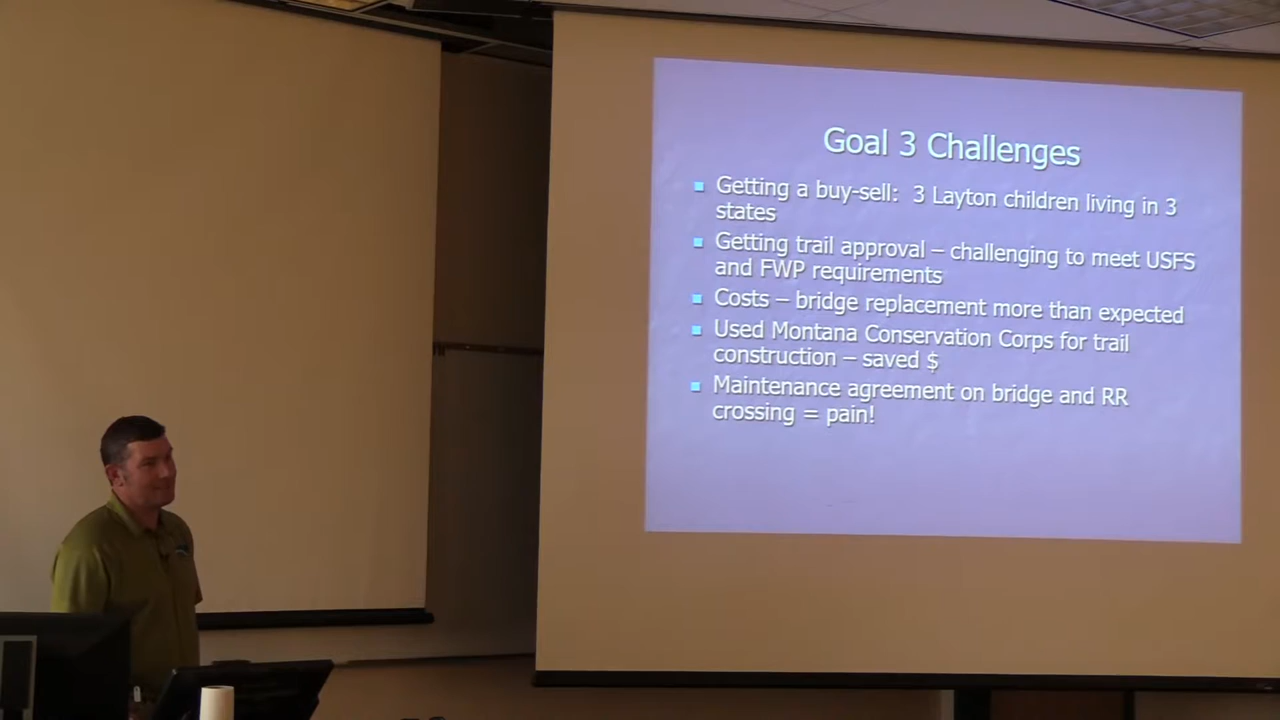 Goal 3 Challenges
Getting a buy-sell: 3 Layton children living in 3
states
Getting trail approval – challenging to meet USFS
and FWP requirements
Costs – bridge replacement more than expected
Used Montana Conservation Corps for trail
construction – saved $
Maintenance agreement on bridge and RR
crossing = pain!